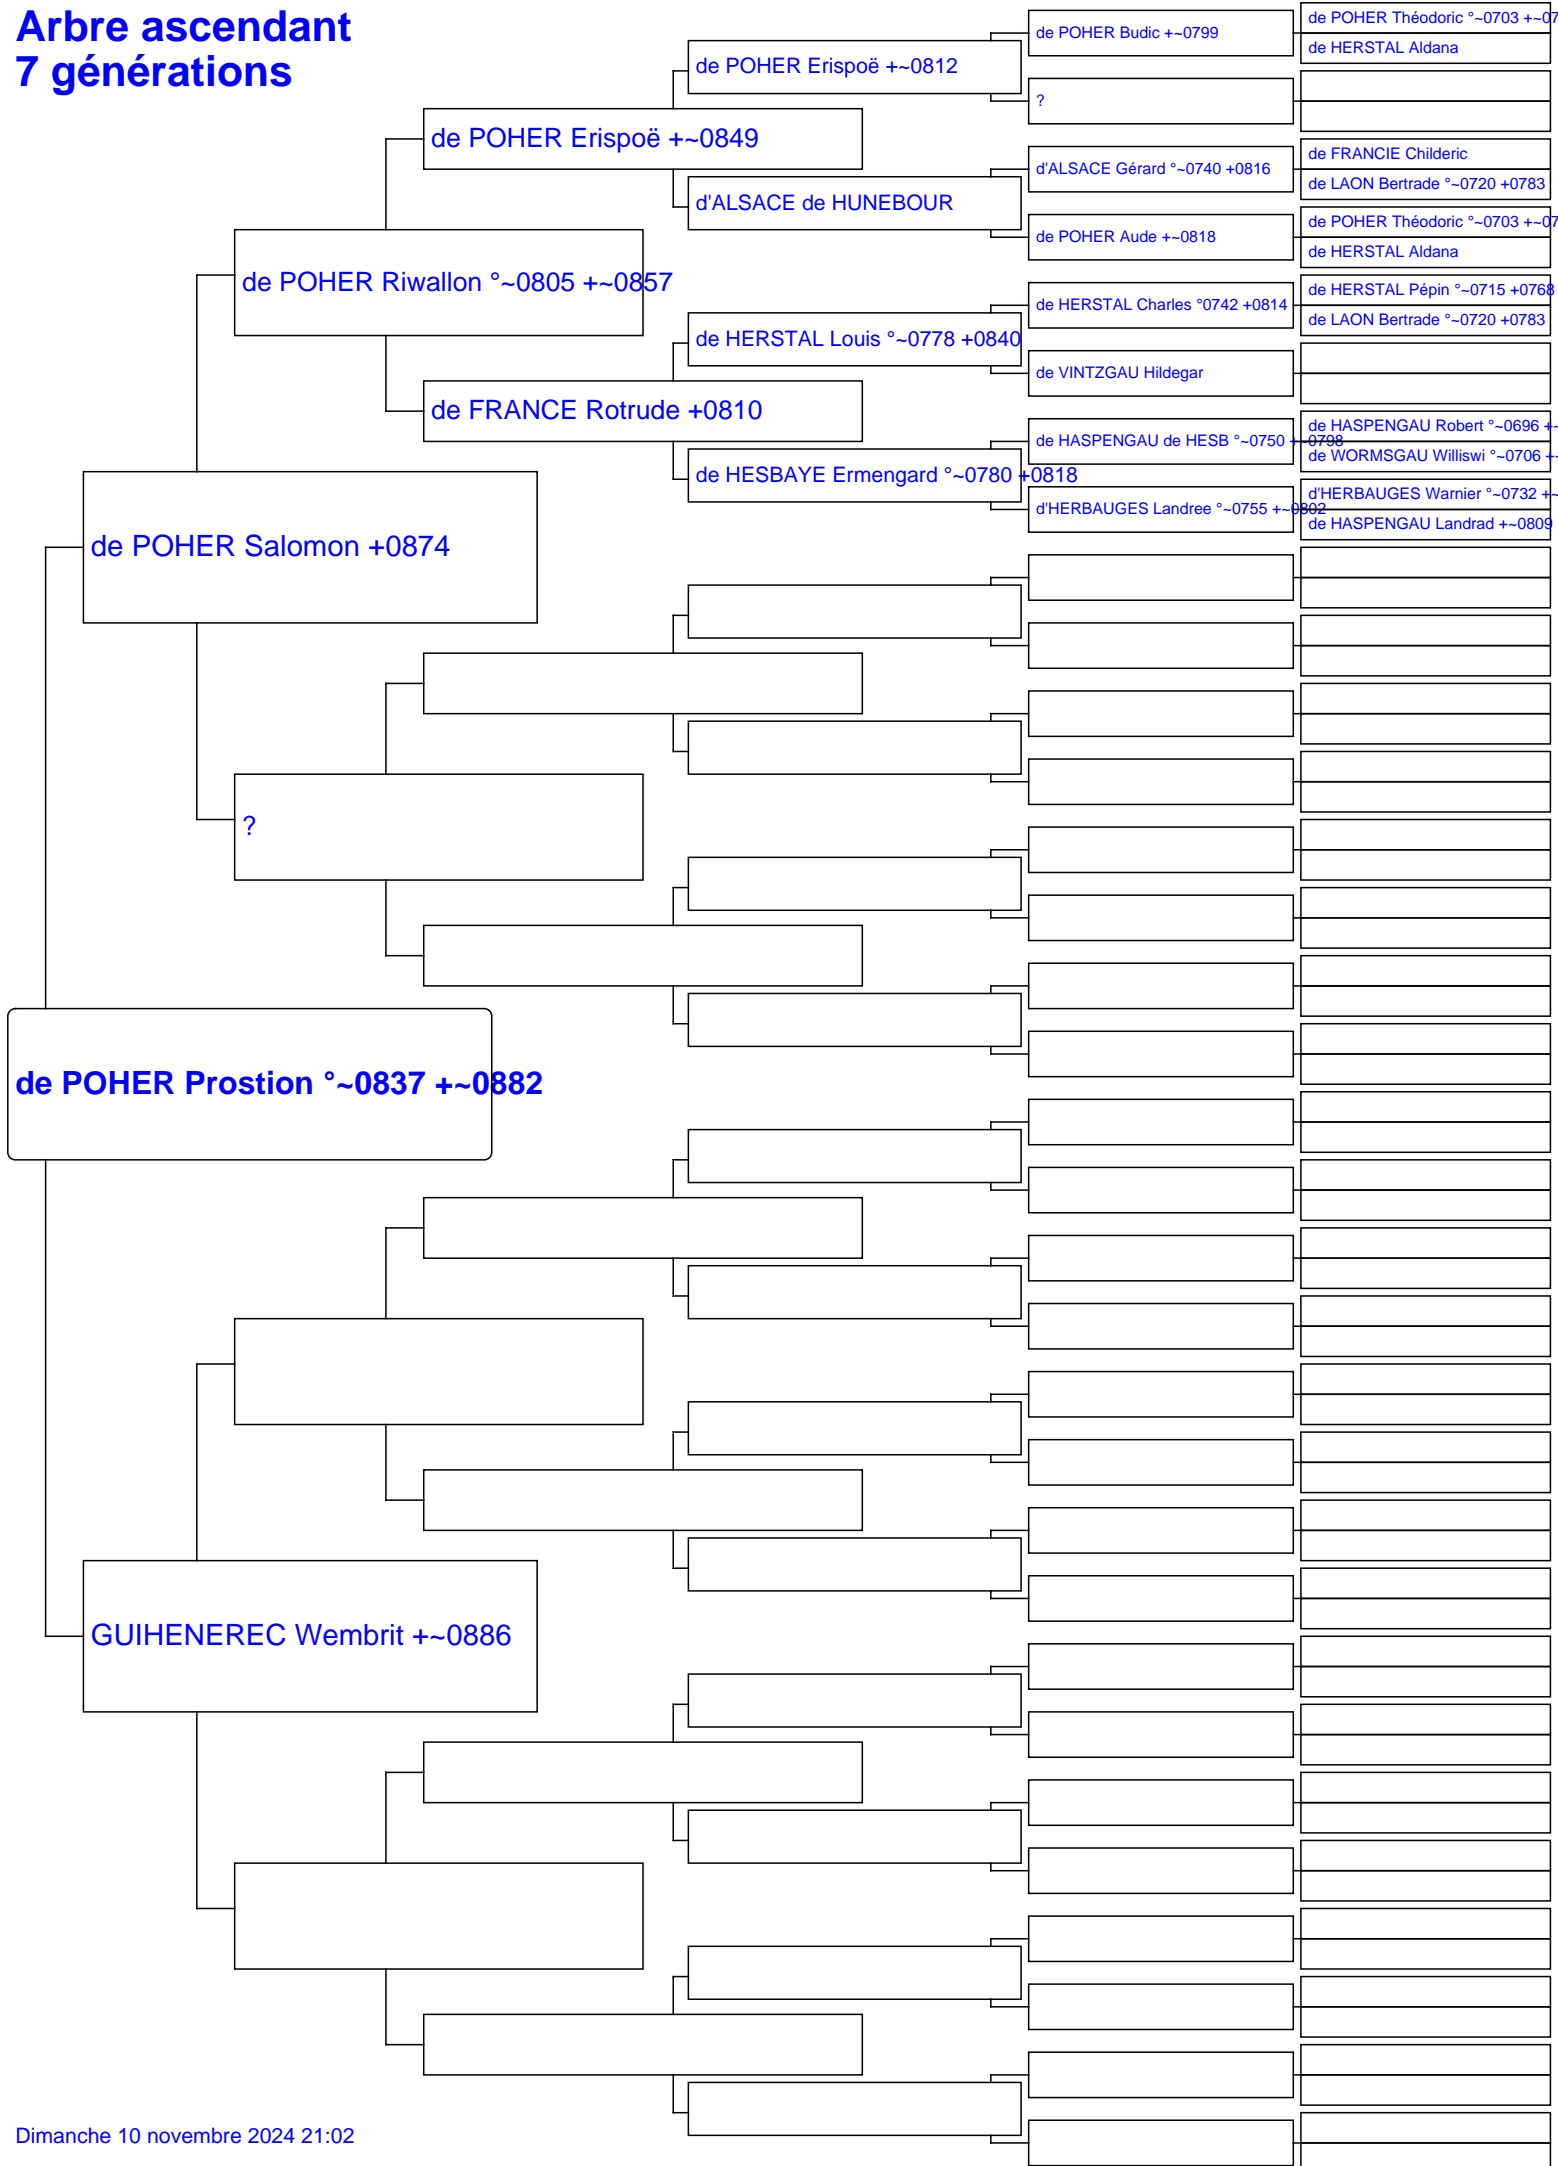 Arbre ascendant
7 générations
de POHER Budic +~0799
de POHER Théodoric °~0703 +~07
de HERSTAL Aldana
de POHER Erispoë +~0812
?
de POHER Erispoë +~0849
d'ALSACE Gérard °~0740 +0816
de FRANCIE Childeric
de LAON Bertrade °~0720 +0783
d'ALSACE de HUNEBOUR
de POHER Aude +~0818
de POHER Théodoric °~0703 +~07
de HERSTAL Aldana
de POHER Riwallon °~0805 +~0857
de HERSTAL Charles °0742 +0814
de HERSTAL Pépin °~0715 +0768
de LAON Bertrade °~0720 +0783
de HERSTAL Louis °~0778 +0840
de VINTZGAU Hildegar
de FRANCE Rotrude +0810
de HASPENGAU de HESB °~0750 +~0798
de HASPENGAU Robert °~0696 +~
de WORMSGAU Williswi °~0706 +~
de HESBAYE Ermengard °~0780 +0818
d'HERBAUGES Landree °~0755 +~0802
d'HERBAUGES Warnier °~0732 +~
de HASPENGAU Landrad +~0809
de POHER Salomon +0874
?
de POHER Prostion °~0837 +~0882
GUIHENEREC Wembrit +~0886
Dimanche 10 novembre 2024 21:02